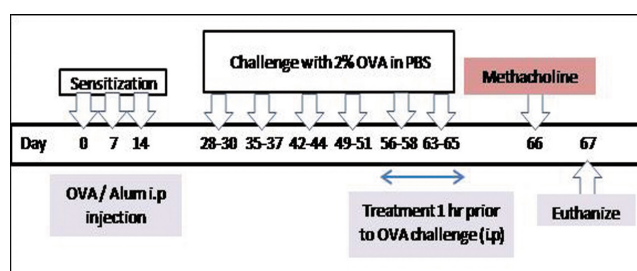 Sensitization
Challenge with 2% OVA in PBS
Methacholine
Day 0 7 14 28-30 35-37 42-44 49-51 56-58 63-65 66 67
OVA / Alum i.p
injection
Treatment 1 hr prior
to OVA challenge (i.p)
Euthanize